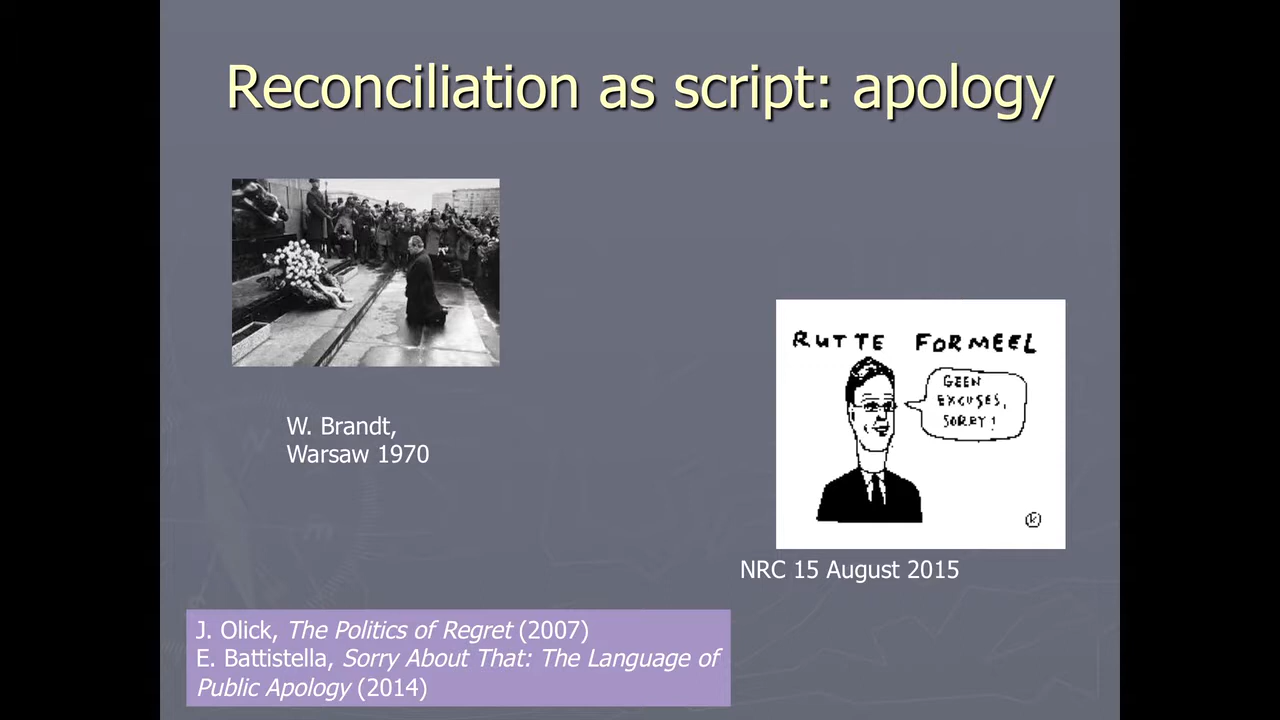 Reconciliation as script: apology
W. Brandt,
Warsaw 1970
RUTTE FORMEEL
GEEN
EXCUSES,
SORRY!
K
NRC 15 August 2015
J. Olick, The Politics of Regret (2007)
E. Battistella, Sorry About That: The Language of
Public Apology (2014)